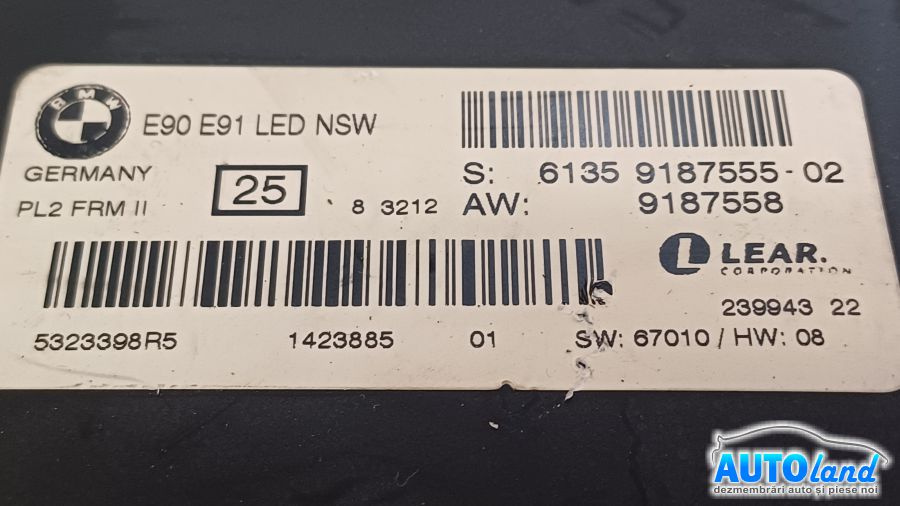 BMW
E90 E91 LED NSW
GERMANY
PL2 FRM II
25
8 3212
S: 6135 9187555-02
AW: 9187558
L LEAR.
CORPORATION
239943 22
5323398R5 1423885 01 SW: 67010 / HW: 08
AUTOland
dezmembrări auto și piese noi